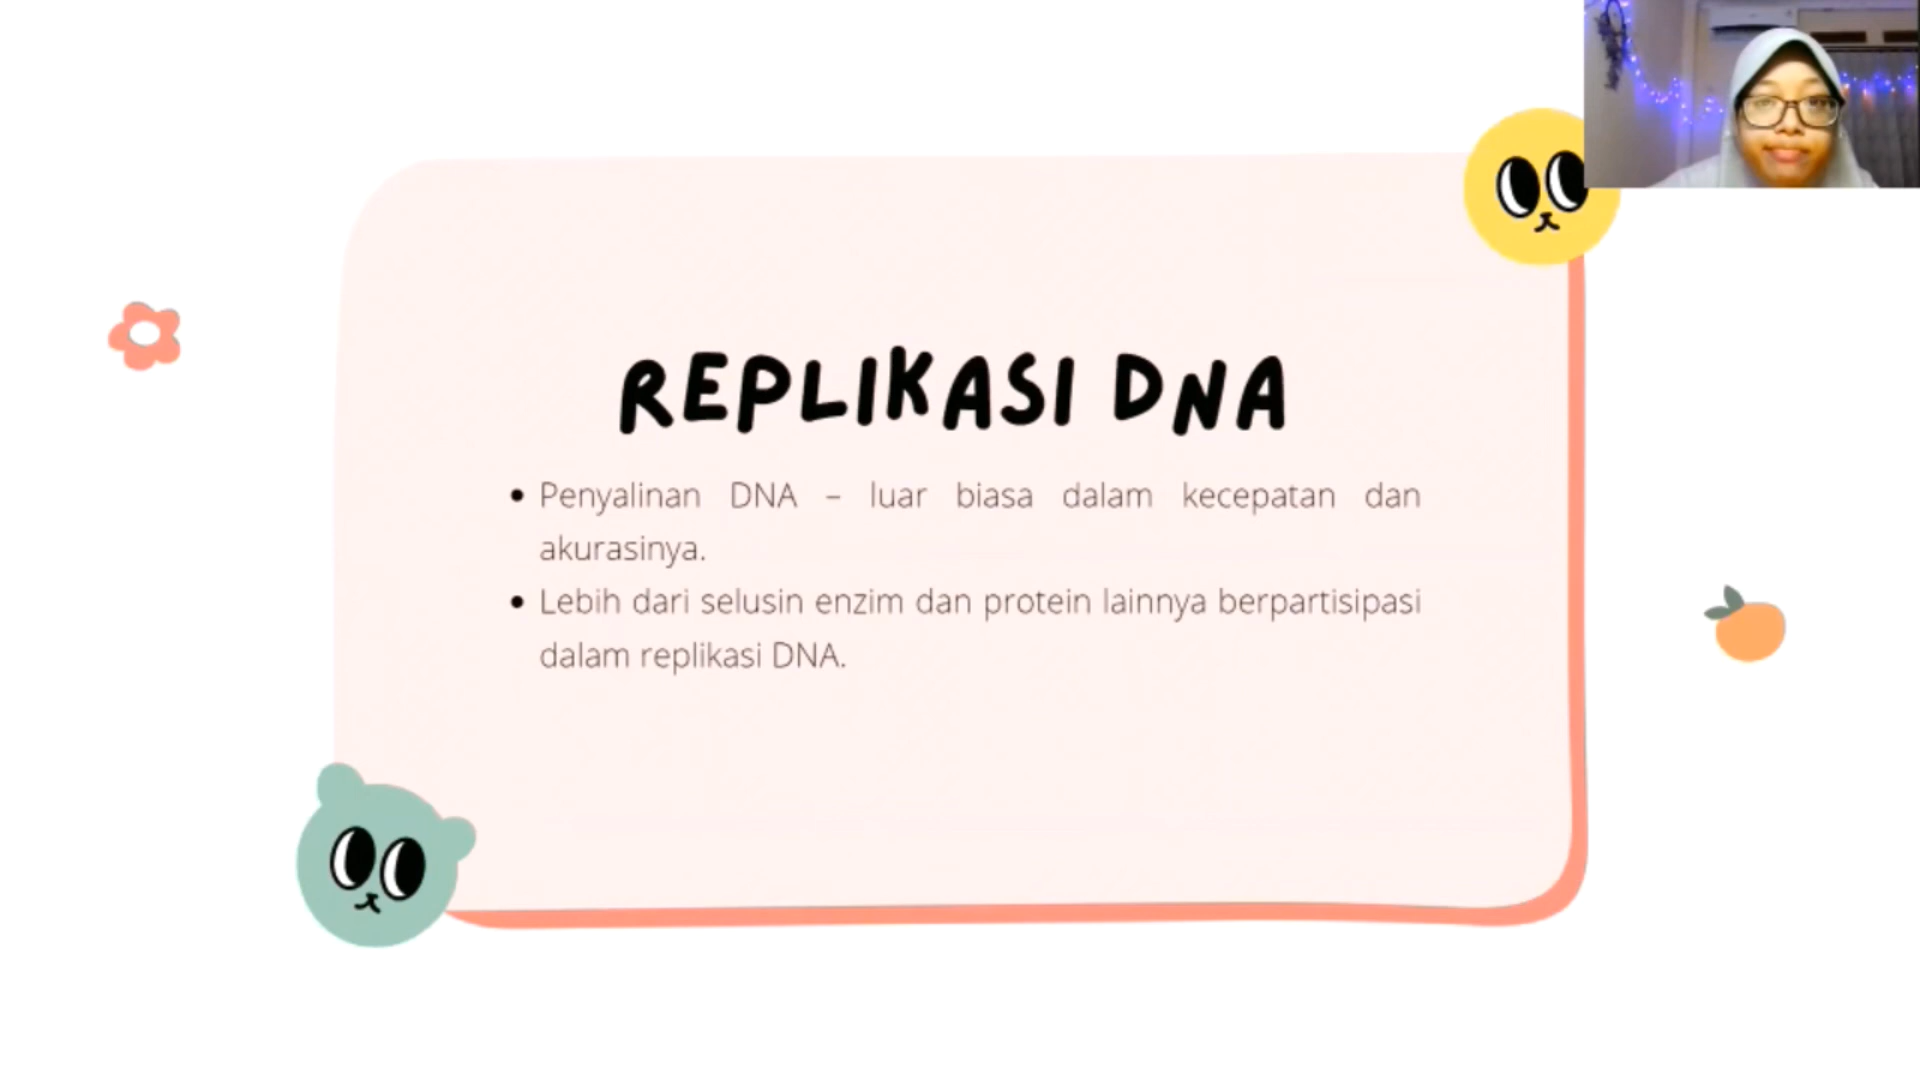 REPLIKASI DNA
Penyalinan DNA – luar biasa dalam kecepatan dan
akurasinya.
Lebih dari selusin enzim dan protein lainnya berpartisipasi
dalam replikasi DNA.